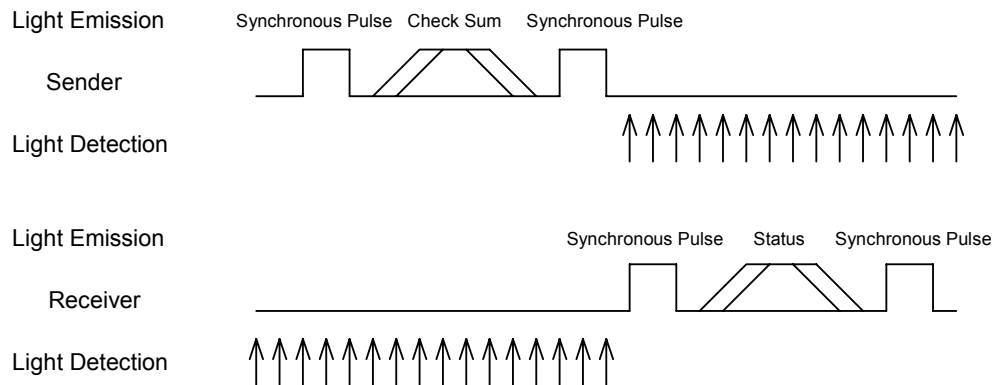 Light Emission
Synchronous Pulse Check Sum Synchronous Pulse
Sender
Light Detection
Light Emission
Synchronous Pulse Status Synchronous Pulse
Receiver
Light Detection